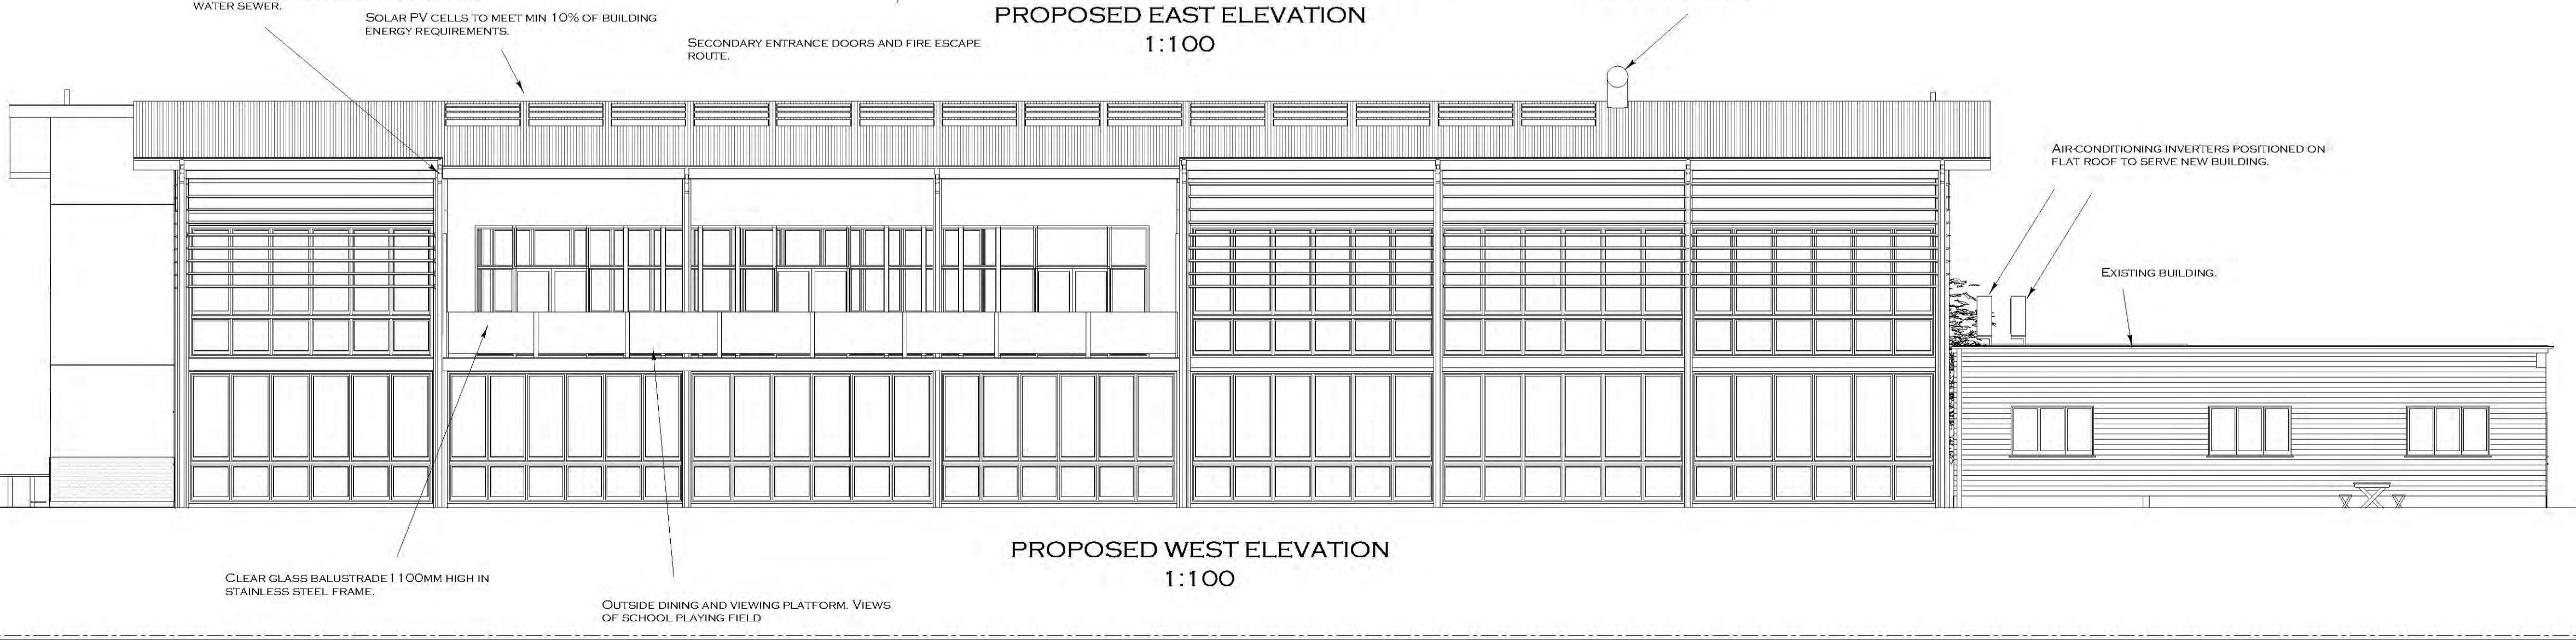 WATER SEWER.
SOLAR PV CELLS TO MEET MIN 10% OF BUILDING
ENERGY REQUIREMENTS.
SECONDARY ENTRANCE DOORS AND FIRE ESCAPE
ROUTE.
PROPOSED EAST ELEVATION
1:100
AIR-CONDITIONING INVERTERS POSITIONED ON
FLAT ROOF TO SERVE NEW BUILDING.
EXISTING BUILDING.
PROPOSED WEST ELEVATION
1:100
CLEAR GLASS BALUSTRADE 1100MM HIGH IN
STAINLESS STEEL FRAME.
OUTSIDE DINING AND VIEWING PLATFORM. VIEWS
OF SCHOOL PLAYING FIELD